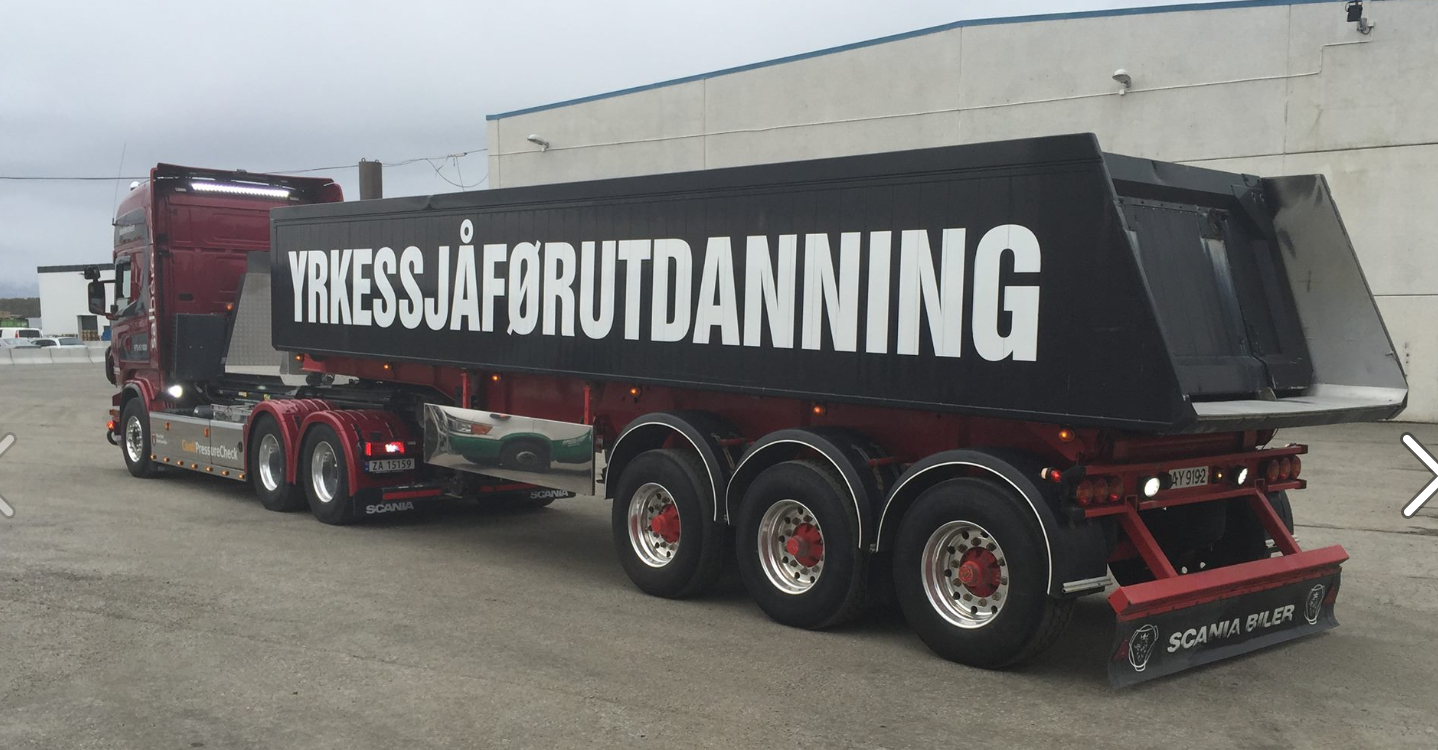 YRKESSJÅFØRUTDANNING
ContiPressureCheck
ZA 15159
SCANIA
SCANIA
AY 9192
SCANIA BILER